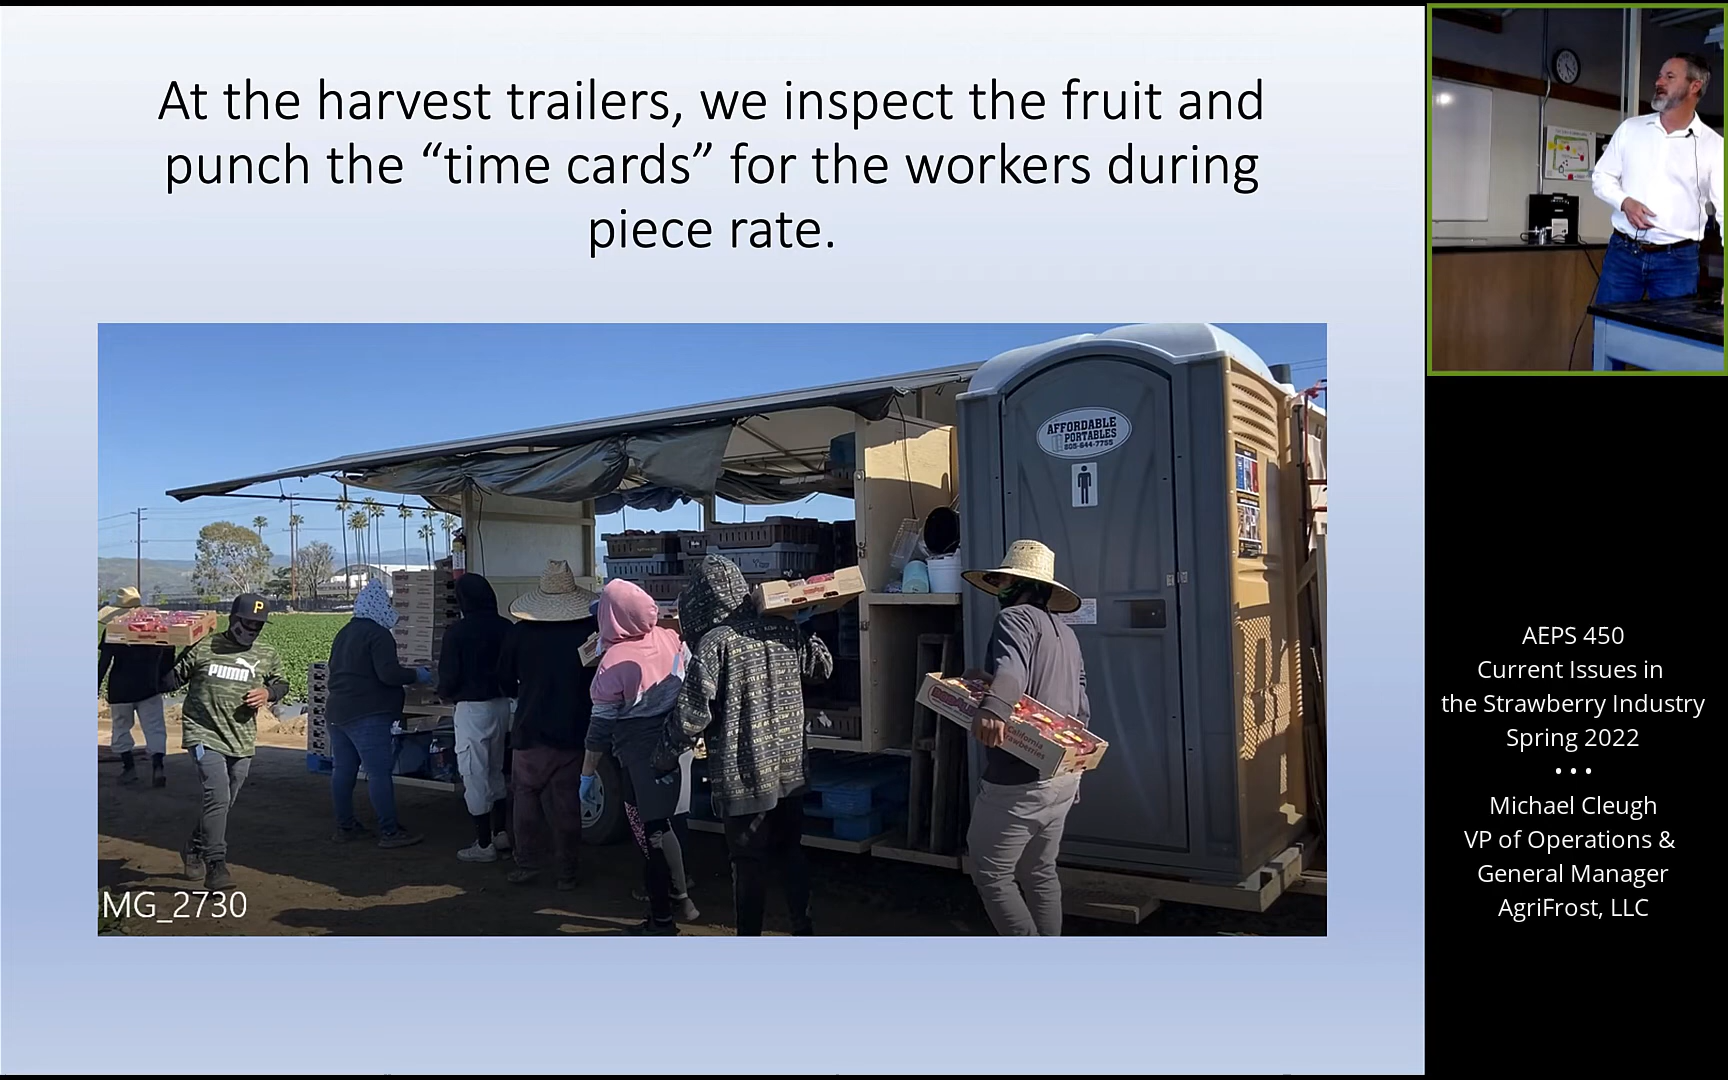 At the harvest trailers, we inspect the fruit and
punch the “time cards” for the workers during
piece rate.
AFFORDABLE
PORTABLES
805-644-7755
P
PUMA
California
MG_2730
AEPS 450
Current Issues in
the Strawberry Industry
Spring 2022
• • •
Michael Cleugh
VP of Operations &
General Manager
AgriFrost, LLC